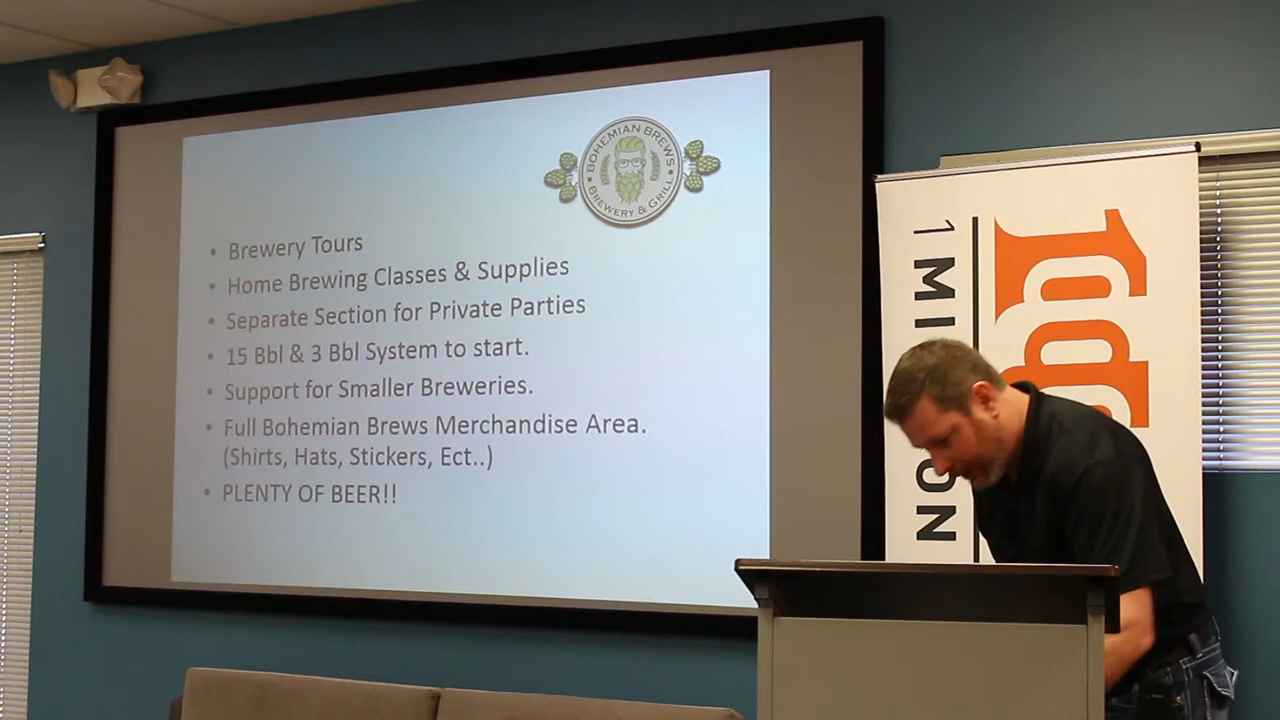 BOHEMIAN BREWS
BREWERY & GRILL
• Brewery Tours
• Home Brewing Classes & Supplies
• Separate Section for Private Parties
• 15 Bbl & 3 Bbl System to start.
• Support for Smaller Breweries.
• Full Bohemian Brews Merchandise Area.
(Shirts, Hats, Stickers, Ect..)
• PLENTY OF BEER!!
1 MI
ON